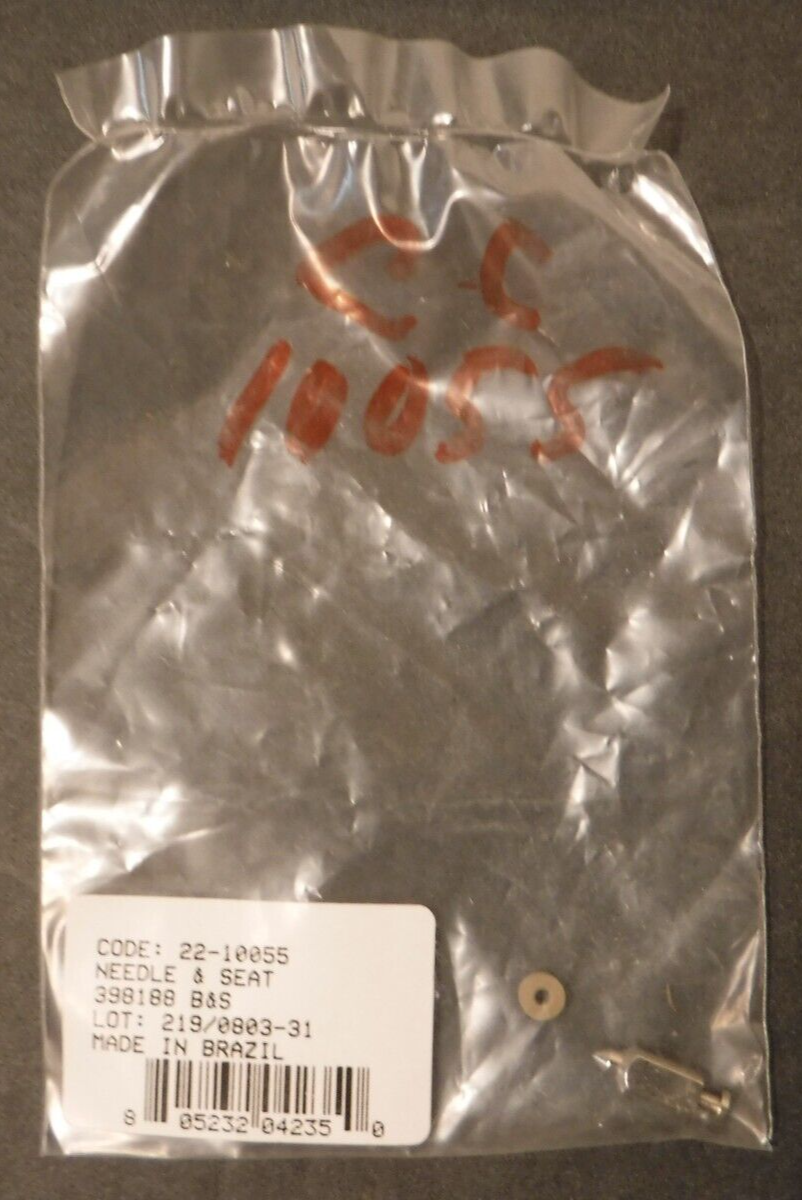 CC
10055
CODE: 22-10055
NEEDLE & SEAT
398188 B&S
LOT: 219/0803-31
MADE IN BRAZIL
8 05232 04235 0